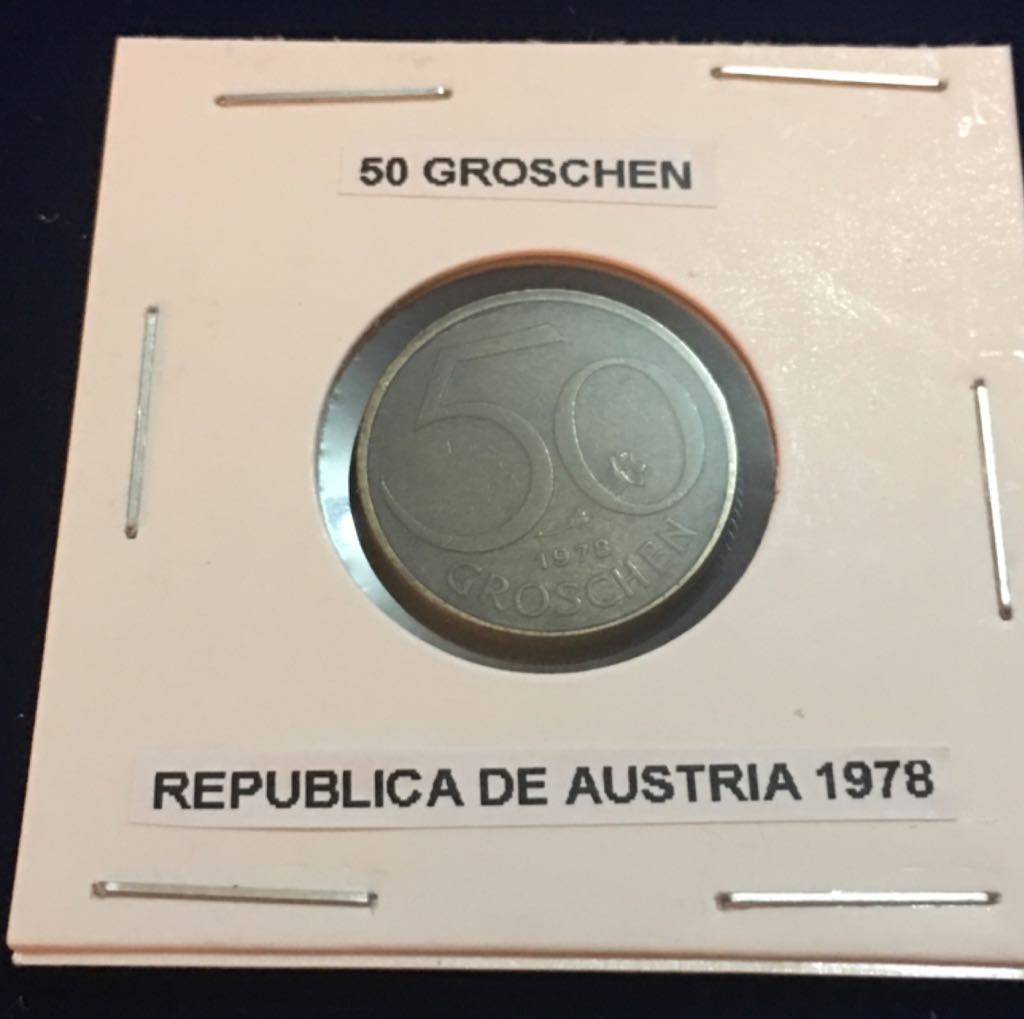 50 GROSCHEN
50
1978
GROSCHEN
REPUBLICA DE AUSTRIA 1978